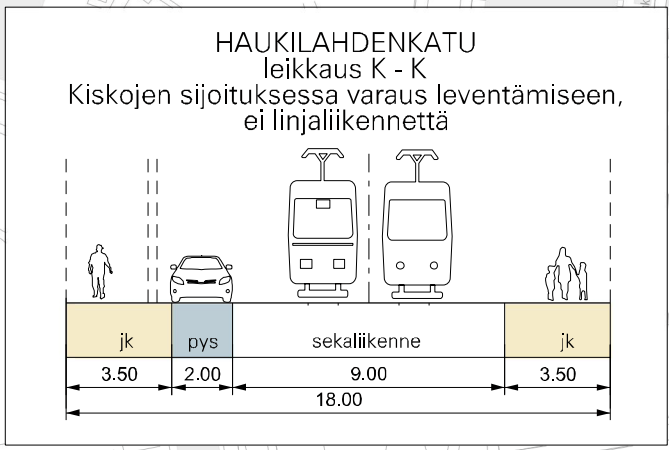 HAUKILAHDENKATU
leikkaus K - K
Kiskojen sijoituksessa varaus leventämiseen,
ei linjaliikennettä
jk pys sekaliikenne jk
3.50 2.00 9.00 3.50
18.00